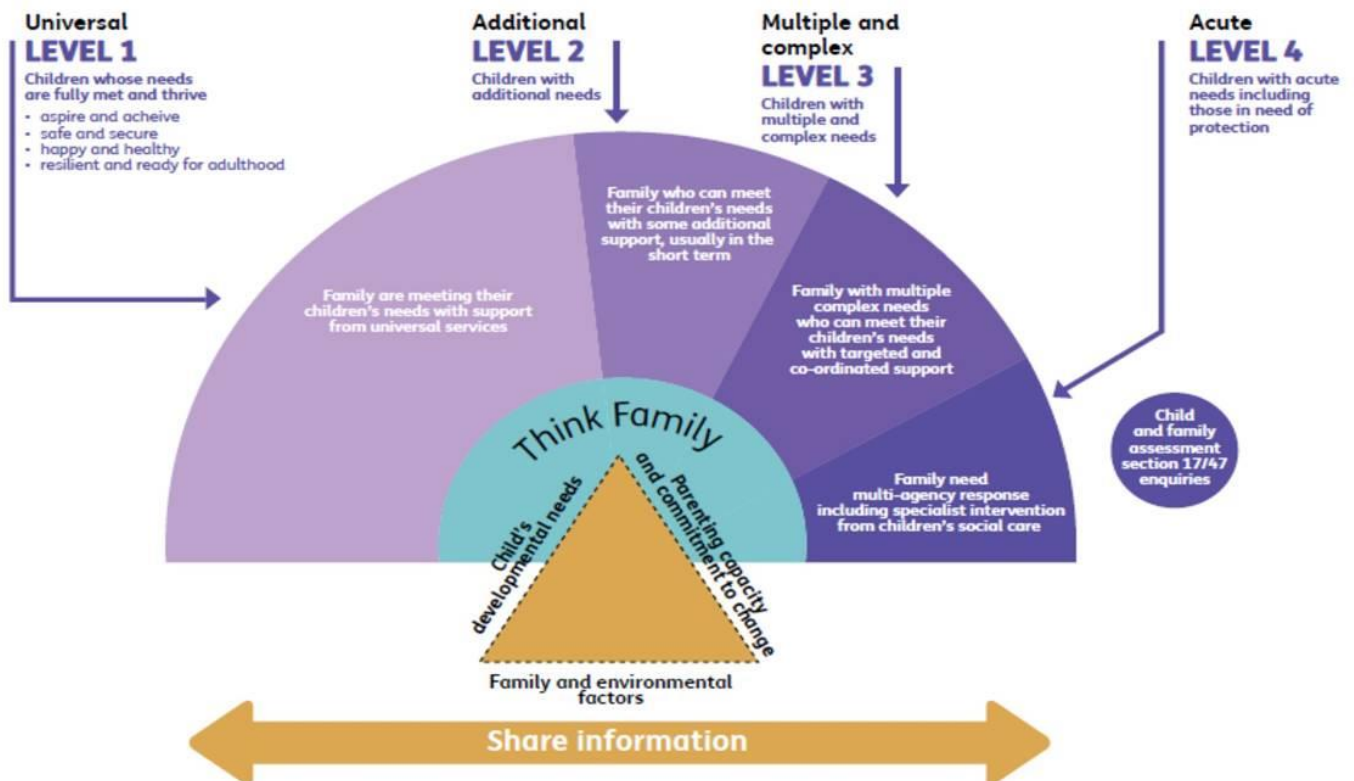 Universal
LEVEL 1
Children whose needs
are fully met and thrive
• aspire and acheive
• safe and secure
• happy and healthy
• resilient and ready for adulthood
Additional
LEVEL 2
Children with
additional needs
Multiple and
complex
LEVEL 3
Children with
multiple and
complex needs
Acute
LEVEL 4
Children with acute
needs including
those in need of
protection
Family are meeting their
children's needs with support
from universal services
Family who can meet
their children's needs
with some additional
support, usually in the
short term
Family with multiple
complex needs
who can meet their
children's needs
with targeted and
co-ordinated support
Family need
multi-agency response
including specialist intervention
from children's social care
Child
and family
assessment
section 17/47
enquiries
Think Family
Child's
developmental needs
Parenting capacity
and commitment to change
Family and environmental
factors
Share information